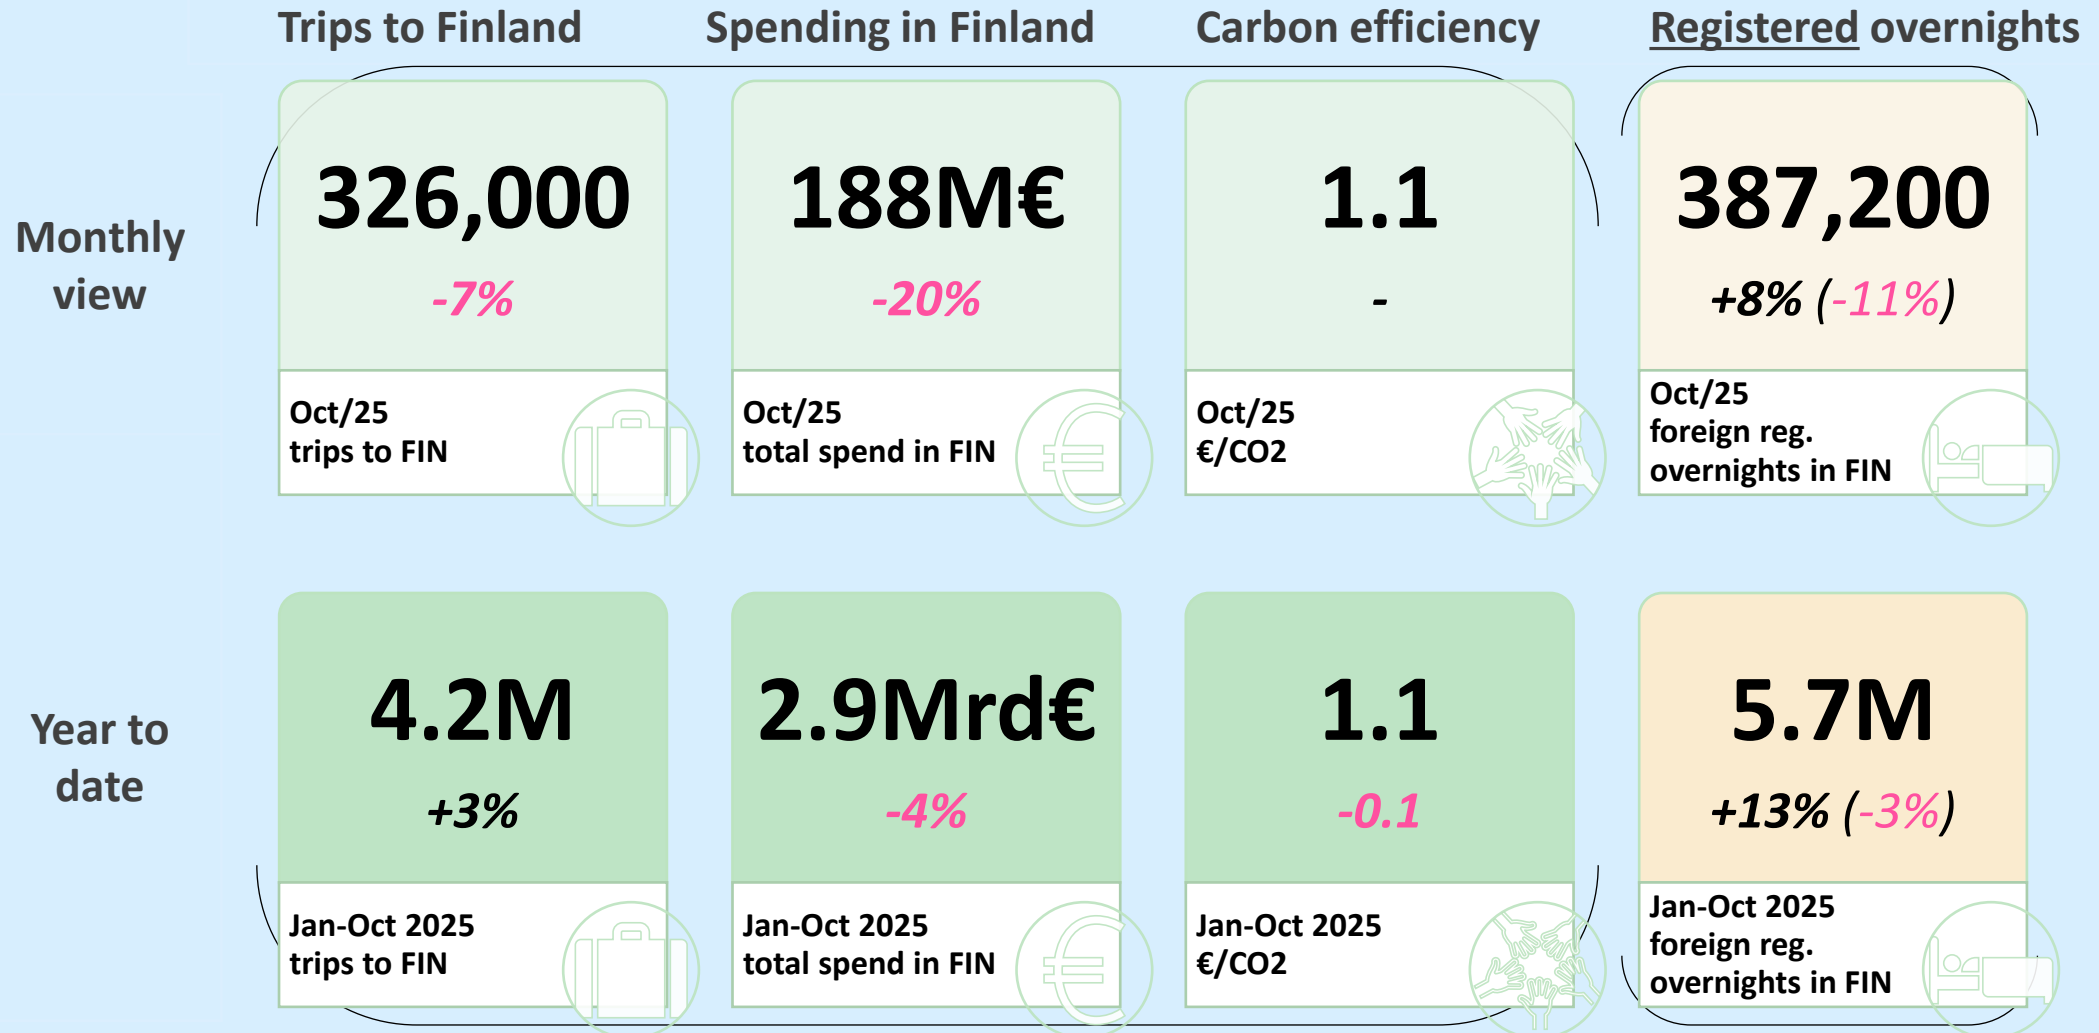 Trips to Finland
Spending in Finland
Carbon efficiency
Registered overnights
Monthly
view
326,000
-7%
Oct/25
trips to FIN
188M€
-20%
Oct/25
total spend in FIN
1.1
-
Oct/25
€/CO2
387,200
+8% (-11%)
Oct/25
foreign reg.
overnights in FIN
Year to
date
4.2M
+3%
Jan-Oct 2025
trips to FIN
2.9Mrd€
-4%
Jan-Oct 2025
total spend in FIN
1.1
-0.1
Jan-Oct 2025
€/CO2
5.7M
+13% (-3%)
Jan-Oct 2025
foreign reg.
overnights in FIN